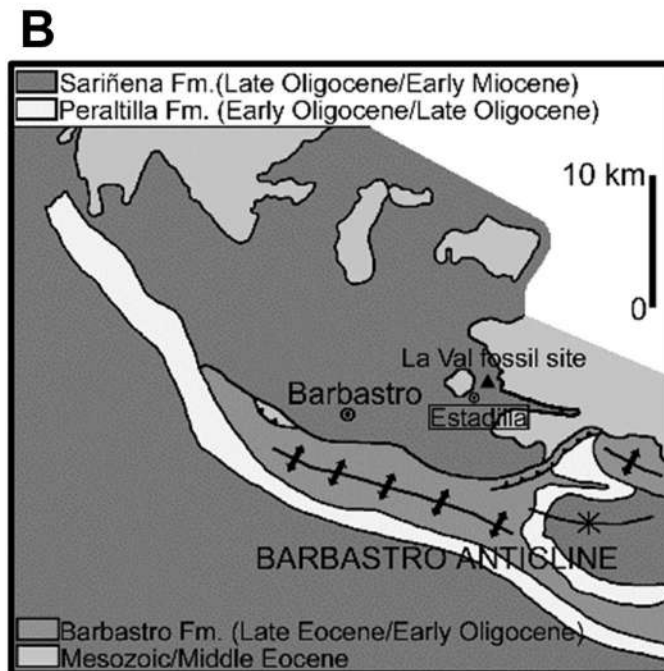 B
Sariñena Fm.(Late Oligocene/Early Miocene)
Peraltilla Fm. (Early Oligocene/Late Oligocene)
10 km
0
La Val fossil site
Barbastro
Estadilla
BARBASTRO ANTICLINE
Barbastro Fm. (Late Eocene/Early Oligocene)
Mesozoic/Middle Eocene